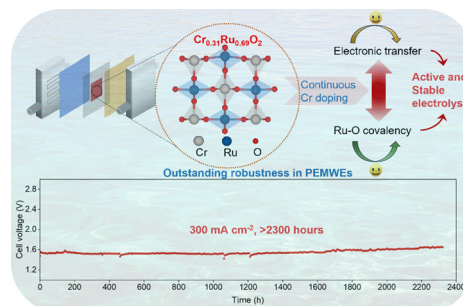 Cr0.31Ru0.69O2
Electronic transfer
Continuous
Cr doping
Active and
Stable
electrolys
Ru-O covalency
Cr Ru O
Outstanding robustness in PEMWEs
Cell voltage (V)
2.8
2.4
2.0
1.6
1.2
300 mA cm-2, >2300 hours
0 200 400 600 800 1000 1200 1400 1600 1800 2000 2200 2400
Time (h)